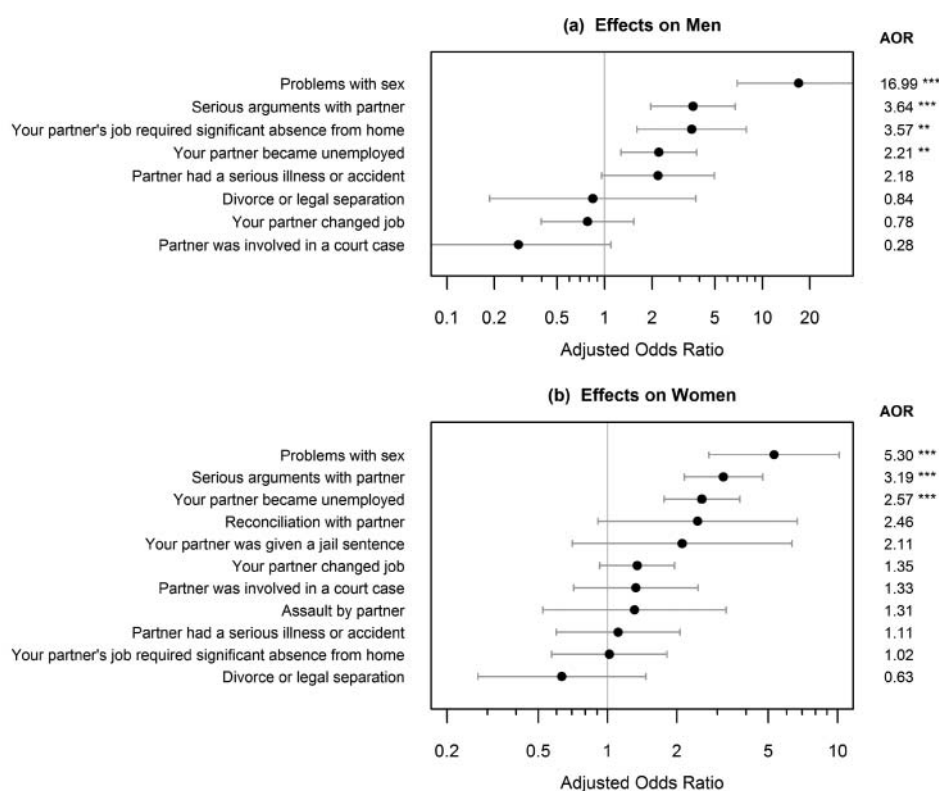 (a) Effects on Men
AOR
Problems with sex 16.99 ***
Serious arguments with partner 3.64 ***
Your partner's job required significant absence from home 3.57 **
Your partner became unemployed 2.21 **
Partner had a serious illness or accident 2.18
Divorce or legal separation 0.84
Your partner changed job 0.78
Partner was involved in a court case 0.28
0.1 0.2 0.5 1 2 5 10 20
Adjusted Odds Ratio
(b) Effects on Women
AOR
Problems with sex 5.30 ***
Serious arguments with partner 3.19 ***
Your partner became unemployed 2.57 ***
Reconciliation with partner 2.46
Your partner was given a jail sentence 2.11
Your partner changed job 1.35
Partner was involved in a court case 1.33
Assault by partner 1.31
Partner had a serious illness or accident 1.11
Your partner's job required significant absence from home 1.02
Divorce or legal separation 0.63
0.2 0.5 1 2 5 10
Adjusted Odds Ratio